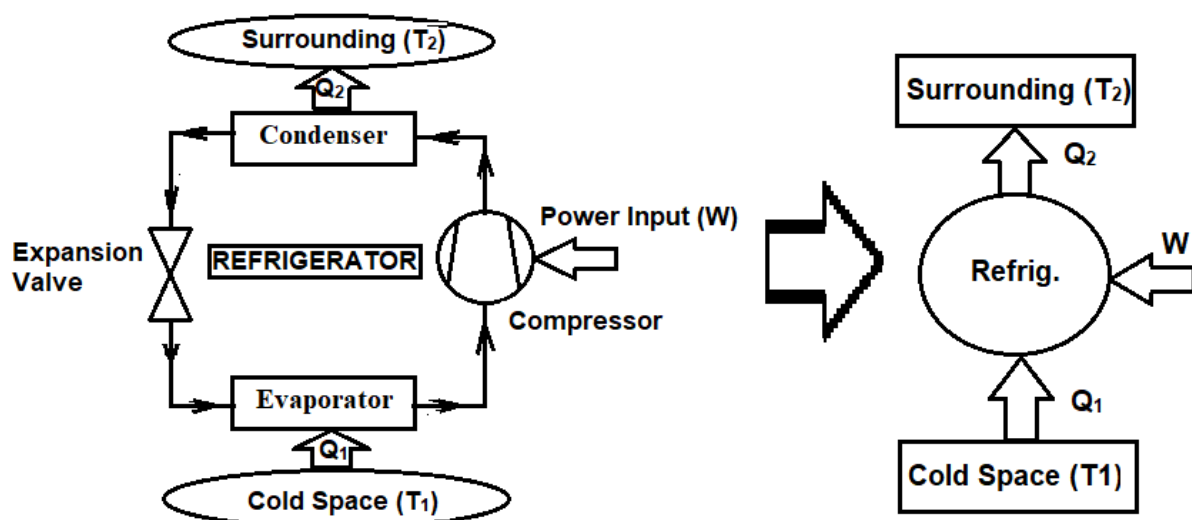 Surrounding (T₂)
Q₂
Condenser
Expansion
Valve
REFRIGERATOR
Power Input (W)
Compressor
Evaporator
Q₁
Cold Space (T₁)
Surrounding (T₂)
Q₂
W
Refrig.
Q₁
Cold Space (T1)